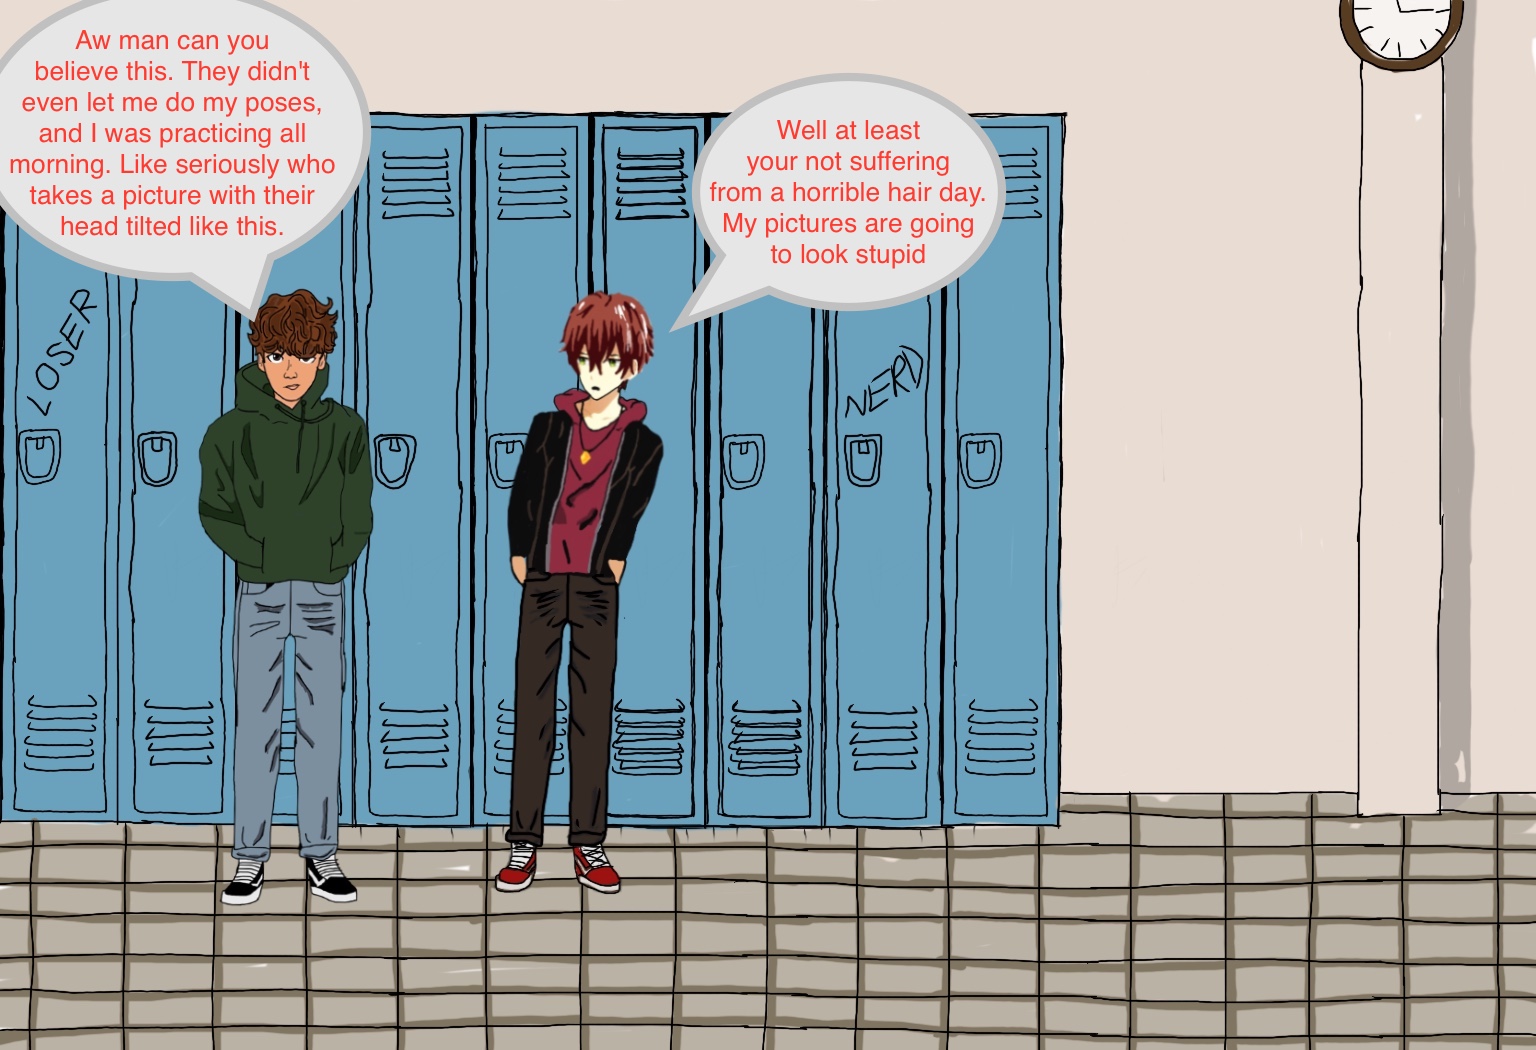 Aw man can you
believe this. They didn't
even let me do my poses,
and I was practicing all
morning. Like seriously who
takes a picture with their
head tilted like this.
Well at least
your not suffering
from a horrible hair day.
My pictures are going
to look stupid
LOSER
NERD